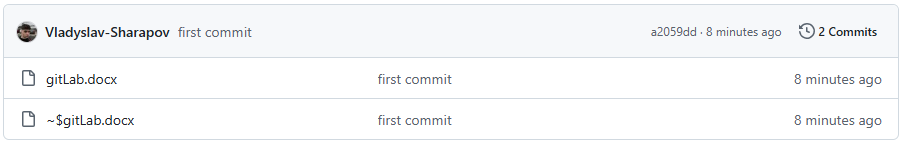 Vladyslav-Sharapov first commit a2059dd · 8 minutes ago 2 Commits
gitLab.docx first commit 8 minutes ago
~$gitLab.docx first commit 8 minutes ago